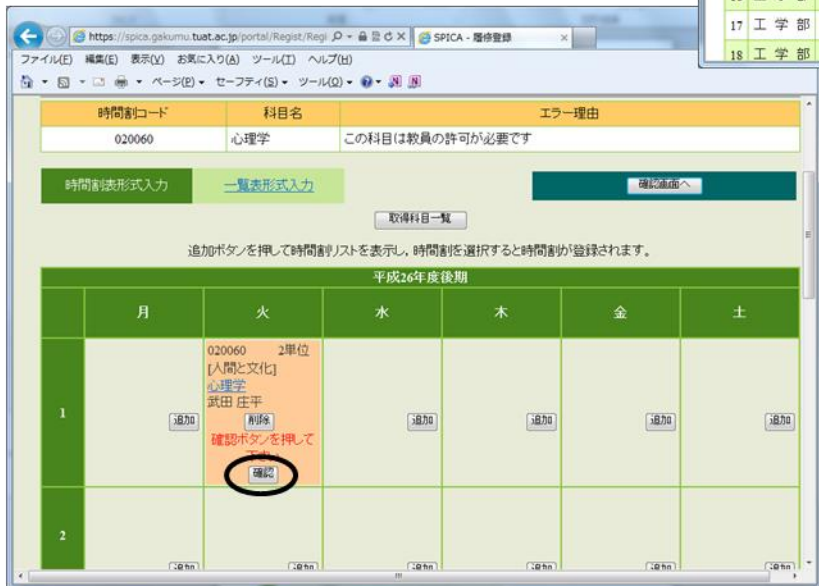 https://spica.gakumu.tuat.ac.jp/portal/Regist/Regi
SPICA - 履修登録
17 工 学 部
18 工 学 部
ファイル(F) 編集(E) 表示(V) お気に入り(A) ツール(T) ヘルプ(H)
ページ(P) セーフティ(S) ツール(O)
時間割コード 科目名 エラー理由
020060 心理学 この科目は教員の許可が必要です
時間割表形式入力 一覧表形式入力 確認画面へ
取得科目一覧
追加ボタンを押して時間割リストを表示し，時間割を選択すると時間割が登録されます。
平成26年度後期
月 火 水 木 金 土
020060 2単位
[人間と文化]
心理学
武田 庄平
1 追加 削除 追加 追加 追加 追加
確認ボタンを押して
確認
2